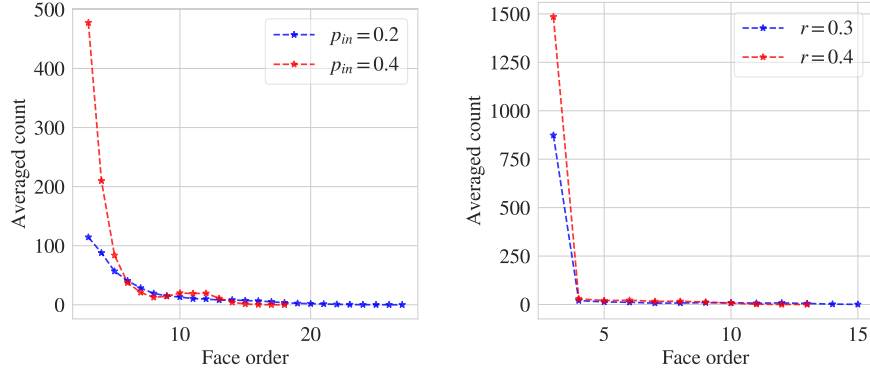 500
400
300
200
100
0
Averaged count
10
20
Face order
p_in = 0.2
p_in = 0.4
1500
1250
1000
750
500
250
0
Averaged count
5
10
15
Face order
r = 0.3
r = 0.4